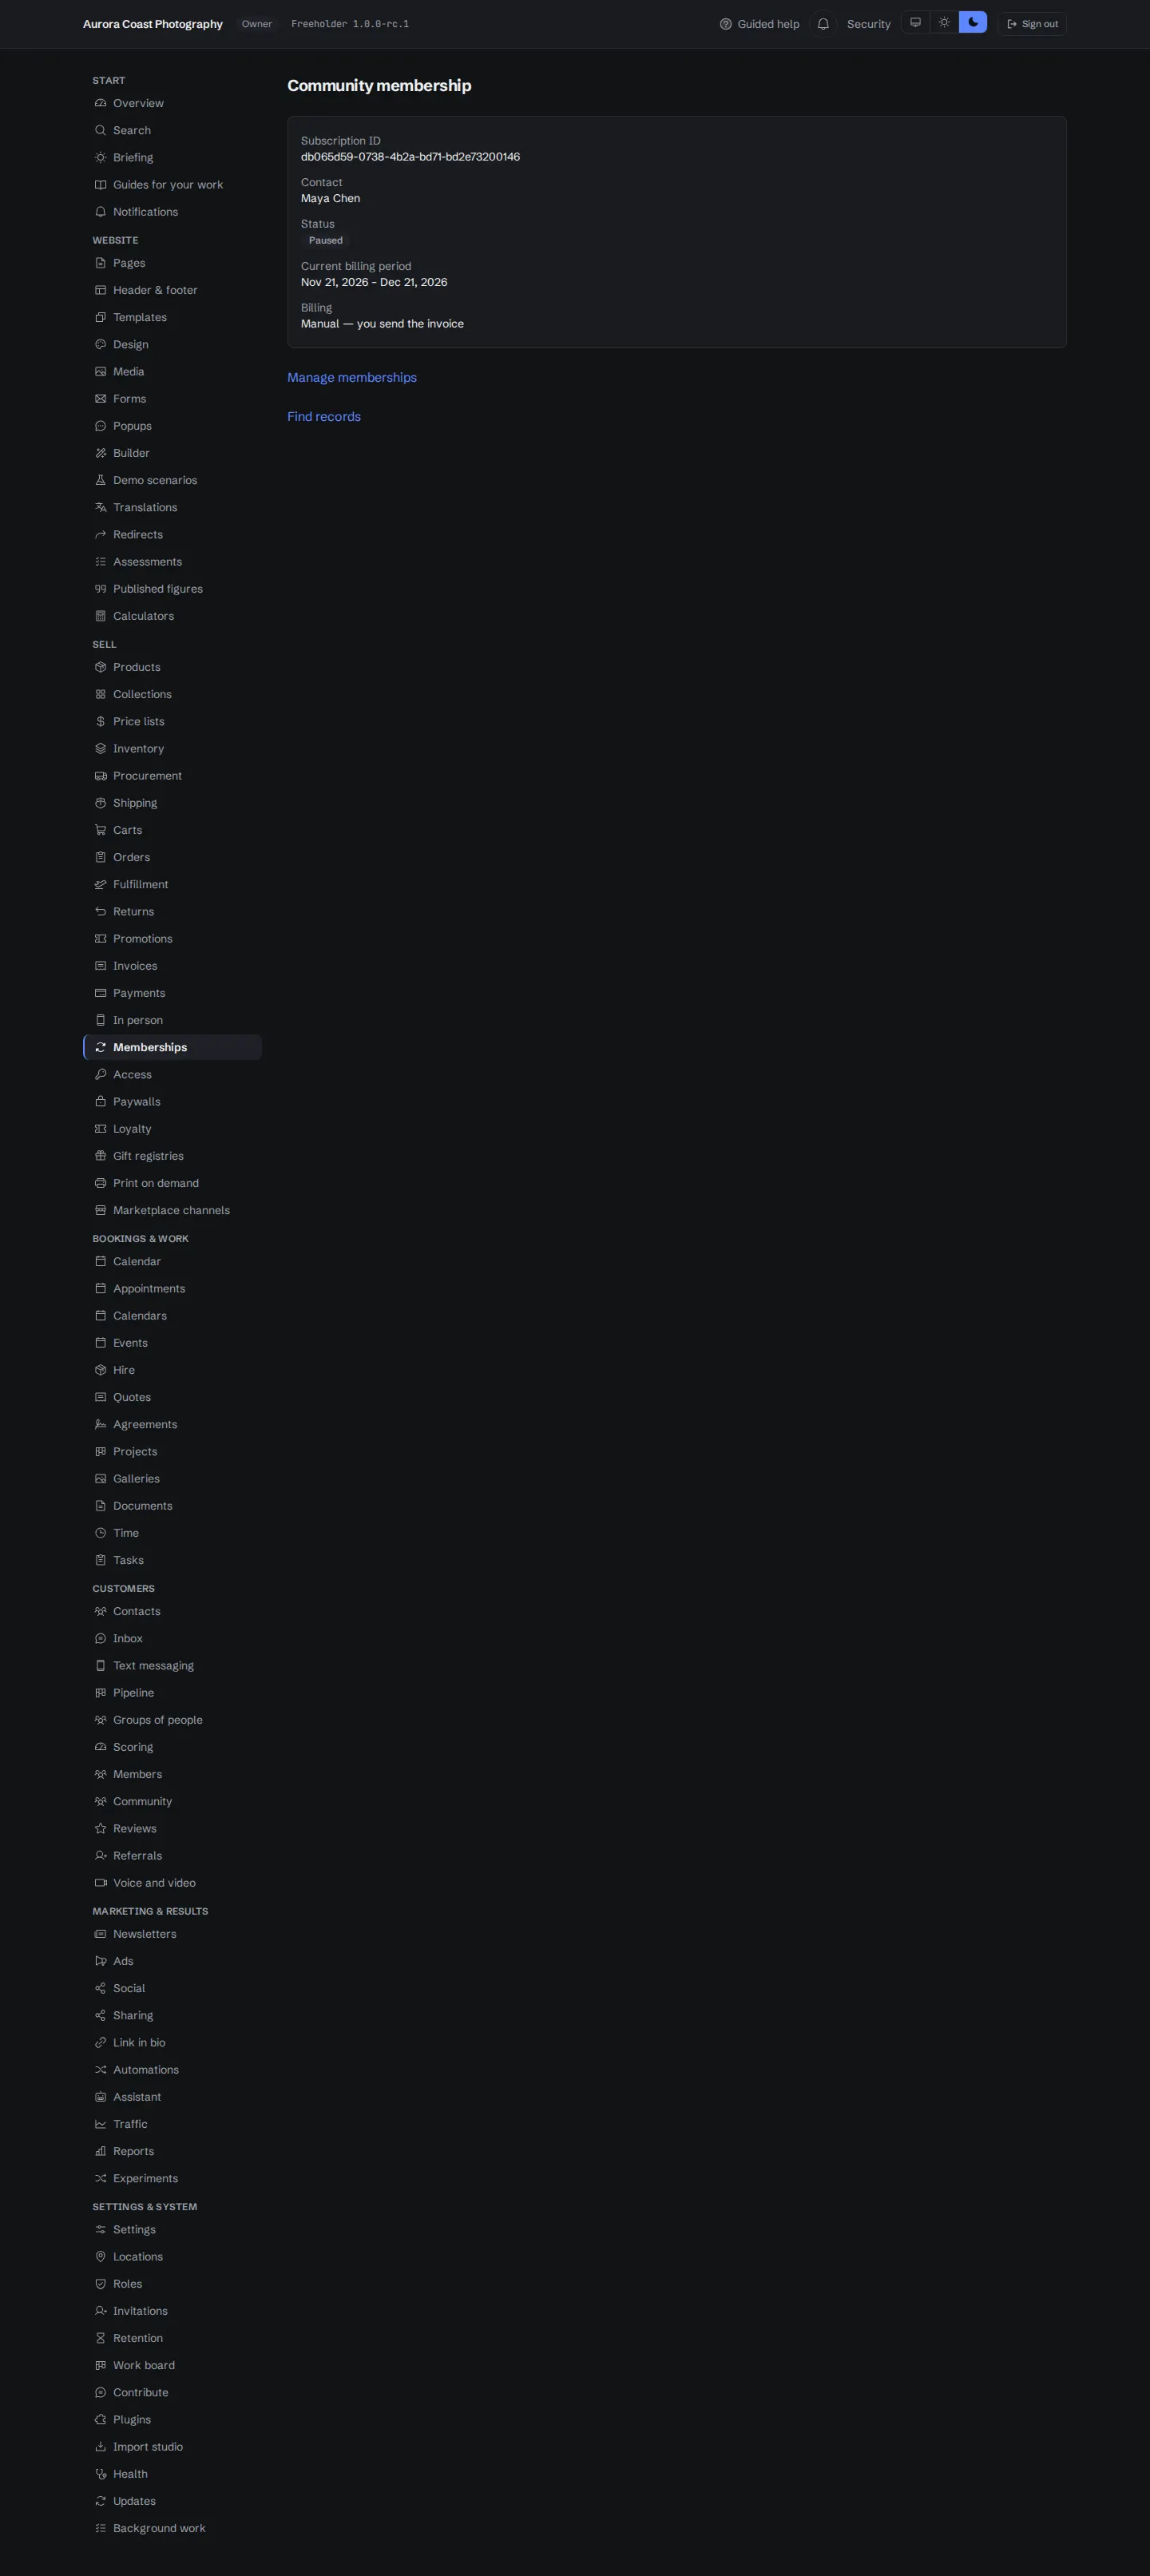 Aurora Coast Photography
Owner
Freeholder 1.0.0-rc.1
Guided help
Security
Sign out
START
Overview
Search
Briefing
Guides for your work
Notifications
WEBSITE
Pages
Header & footer
Templates
Design
Media
Forms
Popups
Builder
Demo scenarios
Translations
Redirects
Assessments
Published figures
Calculators
SELL
Products
Collections
Price lists
Inventory
Procurement
Shipping
Carts
Orders
Fulfillment
Returns
Promotions
Invoices
Payments
In person
Memberships
Access
Paywalls
Loyalty
Gift registries
Print on demand
Marketplace channels
BOOKINGS & WORK
Calendar
Appointments
Calendars
Events
Hire
Quotes
Agreements
Projects
Galleries
Documents
Time
Tasks
CUSTOMERS
Contacts
Inbox
Text messaging
Pipeline
Groups of people
Scoring
Members
Community
Reviews
Referrals
Voice and video
MARKETING & RESULTS
Newsletters
Ads
Social
Sharing
Link in bio
Automations
Assistant
Traffic
Reports
Experiments
SETTINGS & SYSTEM
Settings
Locations
Roles
Invitations
Retention
Work board
Contribute
Plugins
Import studio
Health
Updates
Background work
Community membership
Subscription ID
db065d59-0738-4b2a-bd71-bd2e73200146
Contact
Maya Chen
Status
Paused
Current billing period
Nov 21, 2026 – Dec 21, 2026
Billing
Manual — you send the invoice
Manage memberships
Find records